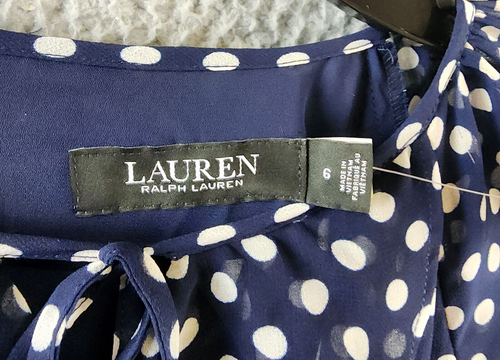 LAUREN
RALPH LAUREN
6
MADE IN
VIETNAM
FABRIQUÉ AU
VIETNAM